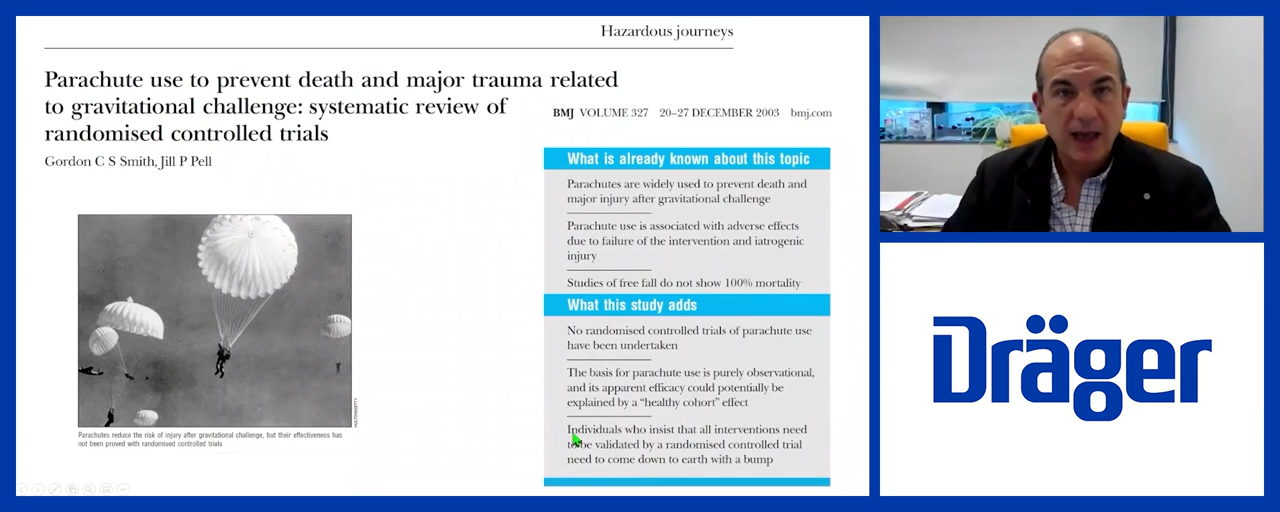 Hazardous journeys
Parachute use to prevent death and major trauma related
to gravitational challenge: systematic review of
randomised controlled trials
Gordon C S Smith, Jill P Pell
BMJ VOLUME 327 20–27 DECEMBER 2003 bmj.com
Parachutes reduce the risk of injury after gravitational challenge, but their effectiveness has
not been proved with randomised controlled trials
HULTON/GETTY
What is already known about this topic
Parachutes are widely used to prevent death and
major injury after gravitational challenge
Parachute use is associated with adverse effects
due to failure of the intervention and iatrogenic
injury
Studies of free fall do not show 100% mortality
What this study adds
No randomised controlled trials of parachute use
have been undertaken
The basis for parachute use is purely observational,
and its apparent efficacy could potentially be
explained by a “healthy cohort” effect
Individuals who insist that all interventions need
to be validated by a randomised controlled trial
need to come down to earth with a bump
Dräger